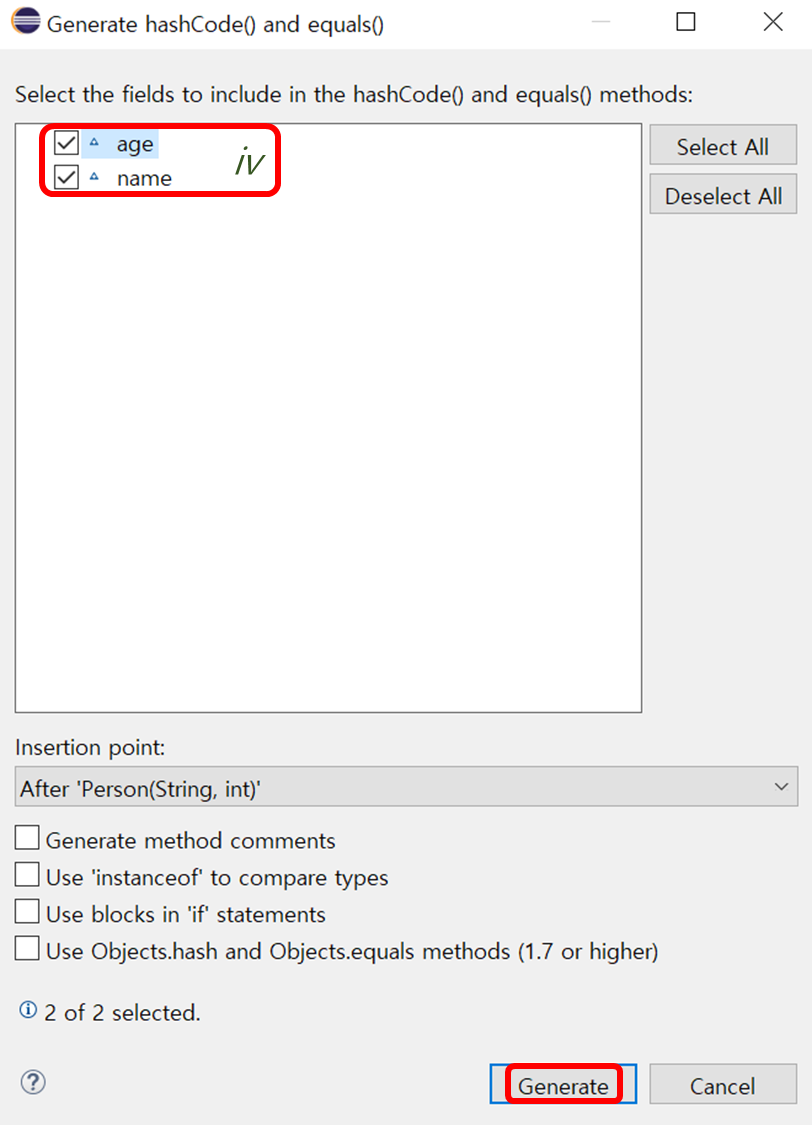 Generate hashCode() and equals()
Select the fields to include in the hashCode() and equals() methods:
age
name
iv
Select All
Deselect All
Insertion point:
After 'Person(String, int)'
Generate method comments
Use 'instanceof' to compare types
Use blocks in 'if' statements
Use Objects.hash and Objects.equals methods (1.7 or higher)
2 of 2 selected.
Generate
Cancel